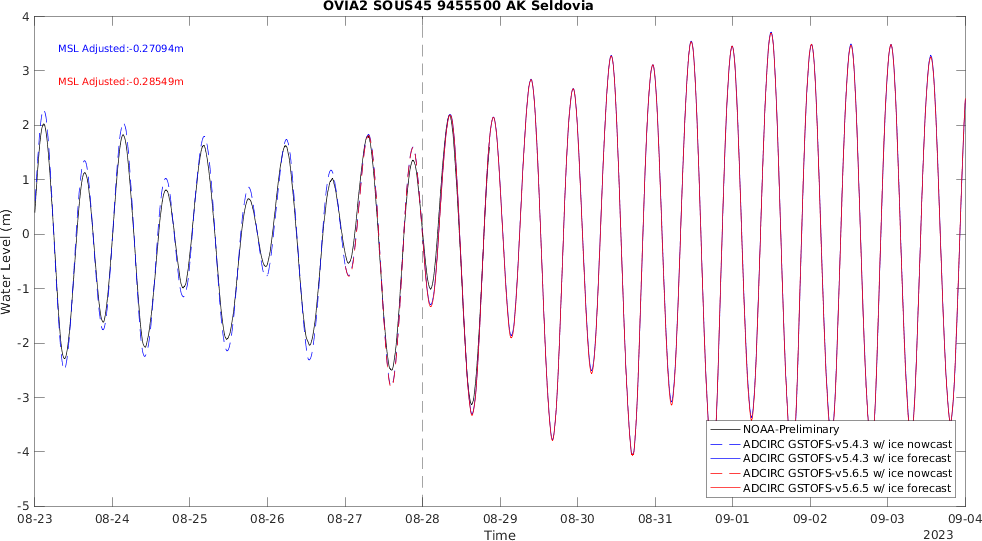 OVIA2 SOUS45 9455500 AK Seldovia
MSL Adjusted:-0.27094m
MSL Adjusted:-0.28549m
Water Level (m)
4
3
2
1
0
-1
-2
-3
-4
-5
NOAA-Preliminary
ADCIRC GSTOFS-v5.4.3 w/ ice nowcast
ADCIRC GSTOFS-v5.4.3 w/ ice forecast
ADCIRC GSTOFS-v5.6.5 w/ ice nowcast
ADCIRC GSTOFS-v5.6.5 w/ ice forecast
08-23 08-24 08-25 08-26 08-27 08-28 08-29 08-30 08-31 09-01 09-02 09-03 09-04
Time
2023